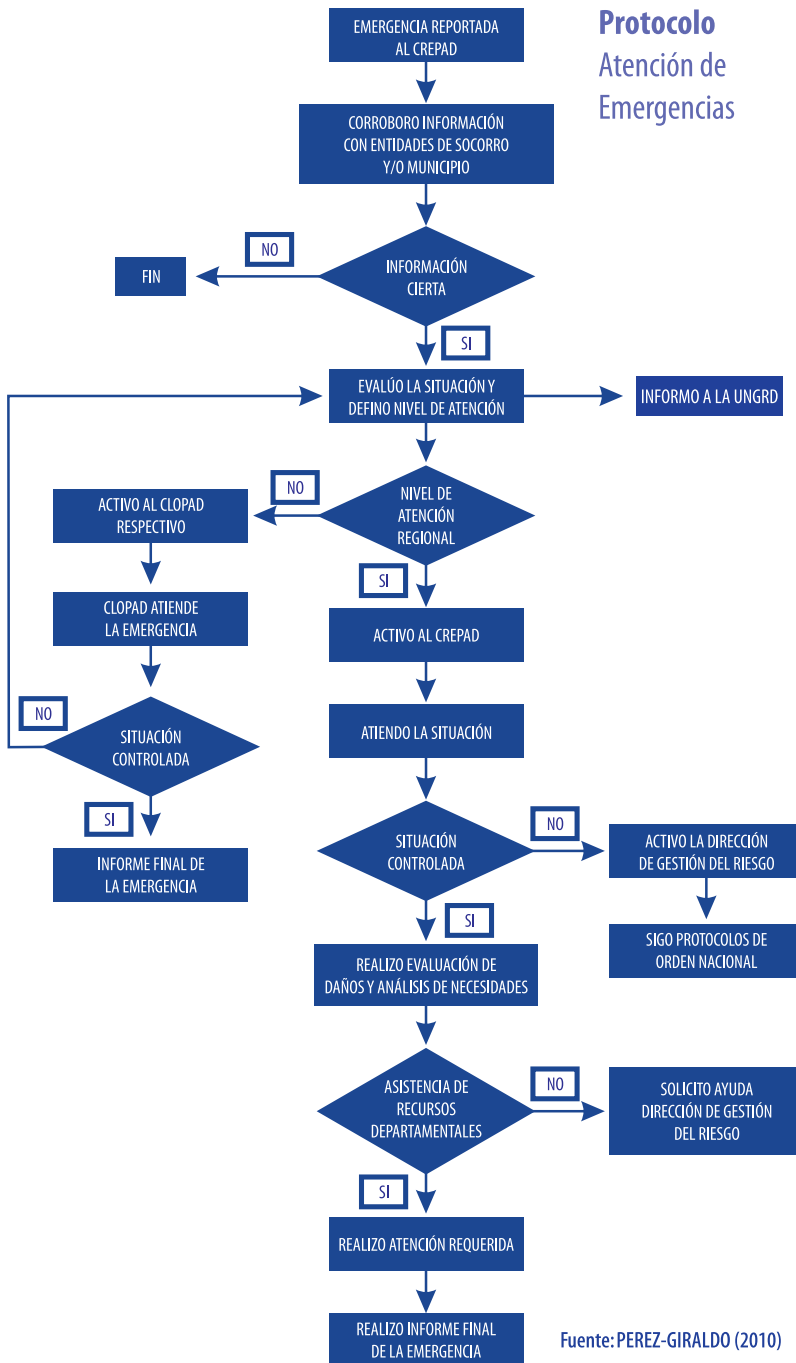 Protocolo
Atención de
Emergencias
EMERGENCIA REPORTADA
AL CREPAD
CORROBORO INFORMACIÓN
CON ENTIDADES DE SOCORRO
Y/O MUNICIPIO
INFORMACIÓN
CIERTA
NO
FIN
SI
EVALÚO LA SITUACIÓN Y
DEFINO NIVEL DE ATENCIÓN
INFORMO A LA UNGRD
NIVEL DE
ATENCIÓN
REGIONAL
NO
ACTIVO AL CLOPAD
RESPECTIVO
CLOPAD ATIENDE
LA EMERGENCIA
SITUACIÓN
CONTROLADA
NO
SI
INFORME FINAL DE
LA EMERGENCIA
SI
ACTIVO AL CREPAD
ATIENDO LA SITUACIÓN
SITUACIÓN
CONTROLADA
NO
ACTIVO LA DIRECCIÓN
DE GESTIÓN DEL RIESGO
SIGO PROTOCOLOS DE
ORDEN NACIONAL
SI
REALIZO EVALUACIÓN DE
DAÑOS Y ANÁLISIS DE NECESIDADES
ASISTENCIA DE
RECURSOS
DEPARTAMENTALES
NO
SOLICITO AYUDA
DIRECCIÓN DE GESTIÓN
DEL RIESGO
SI
REALIZO ATENCIÓN REQUERIDA
REALIZO INFORME FINAL
DE LA EMERGENCIA
Fuente: PEREZ-GIRALDO (2010)